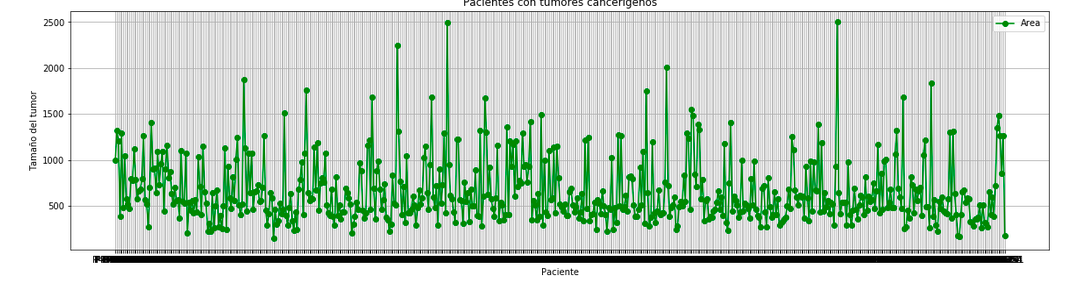 Pacientes con tumores cancerígenos
Area
2500
2000
1500
1000
500
Tamaño del tumor
Paciente